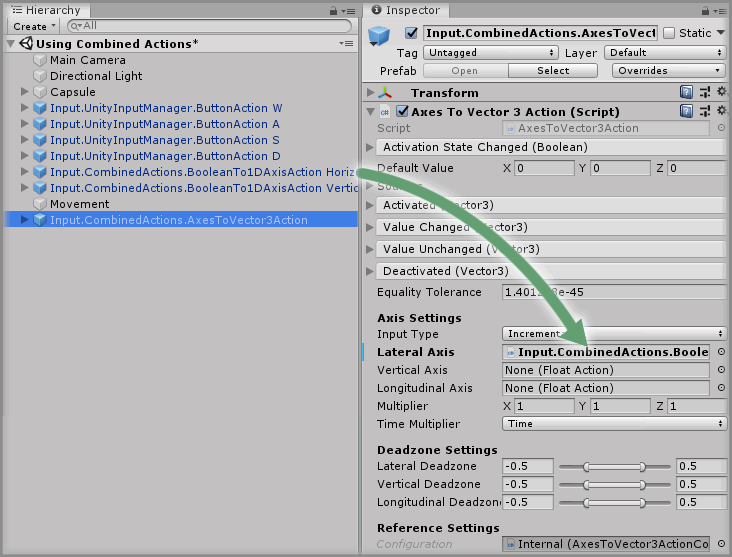 Hierarchy
Create
All
Using Combined Actions*
Main Camera
Directional Light
Capsule
Input.UnityInputManager.ButtonAction W
Input.UnityInputManager.ButtonAction A
Input.UnityInputManager.ButtonAction S
Input.UnityInputManager.ButtonAction D
Input.CombinedActions.BooleanTo1DAxisAction Horiz
Input.CombinedActions.BooleanTo1DAxisAction Vertic
Movement
Input.CombinedActions.AxesToVector3Action
Inspector
Input.CombinedActions.AxesToVect Static
Tag Untagged Layer Default
Prefab Open Select Overrides
Transform
Axes To Vector 3 Action (Script)
Script AxesToVector3Action
Activation State Changed (Boolean)
Default Value X 0 Y 0 Z 0
Activated (Vector3)
Value Changed (Vector3)
Value Unchanged (Vector3)
Deactivated (Vector3)
Equality Tolerance e-45
Axis Settings
Input Type Increment
Lateral Axis Input.CombinedActions.Boole
Vertical Axis None (Float Action)
Longitudinal Axis None (Float Action)
Multiplier X 1 Y 1 Z 1
Time Multiplier Time
Deadzone Settings
Lateral Deadzone -0.5 0.5
Vertical Deadzone -0.5 0.5
Longitudinal Deadzone -0.5 0.5
Reference Settings
Configuration Internal (AxesToVector3ActionCo